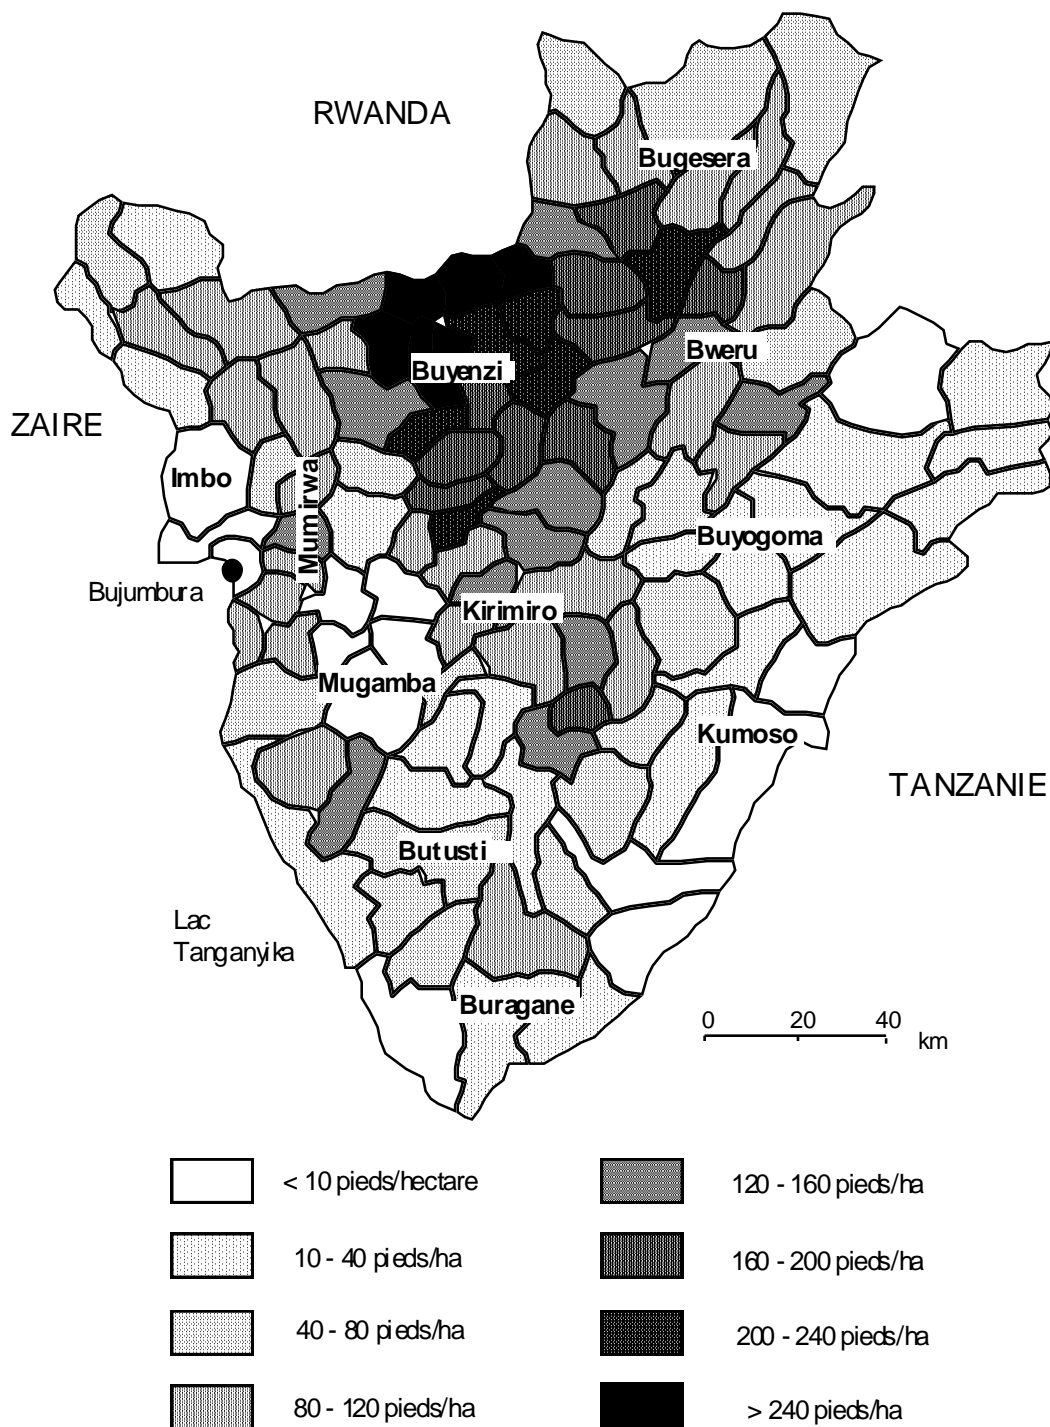 RWANDA
Bugesera
Bweru
Buyenzi
ZAIRE
Imbo
Mumirwa
Buyogoma
Bujumbura
Kirimiro
Mugamba
Kumoso
TANZANIE
Butusti
Lac
Tanganyika
Buragane
0 20 40
km
< 10 pieds/hectare
120 - 160 pieds/ha
10 - 40 pieds/ha
160 - 200 pieds/ha
40 - 80 pieds/ha
200 - 240 pieds/ha
80 - 120 pieds/ha
> 240 pieds/ha